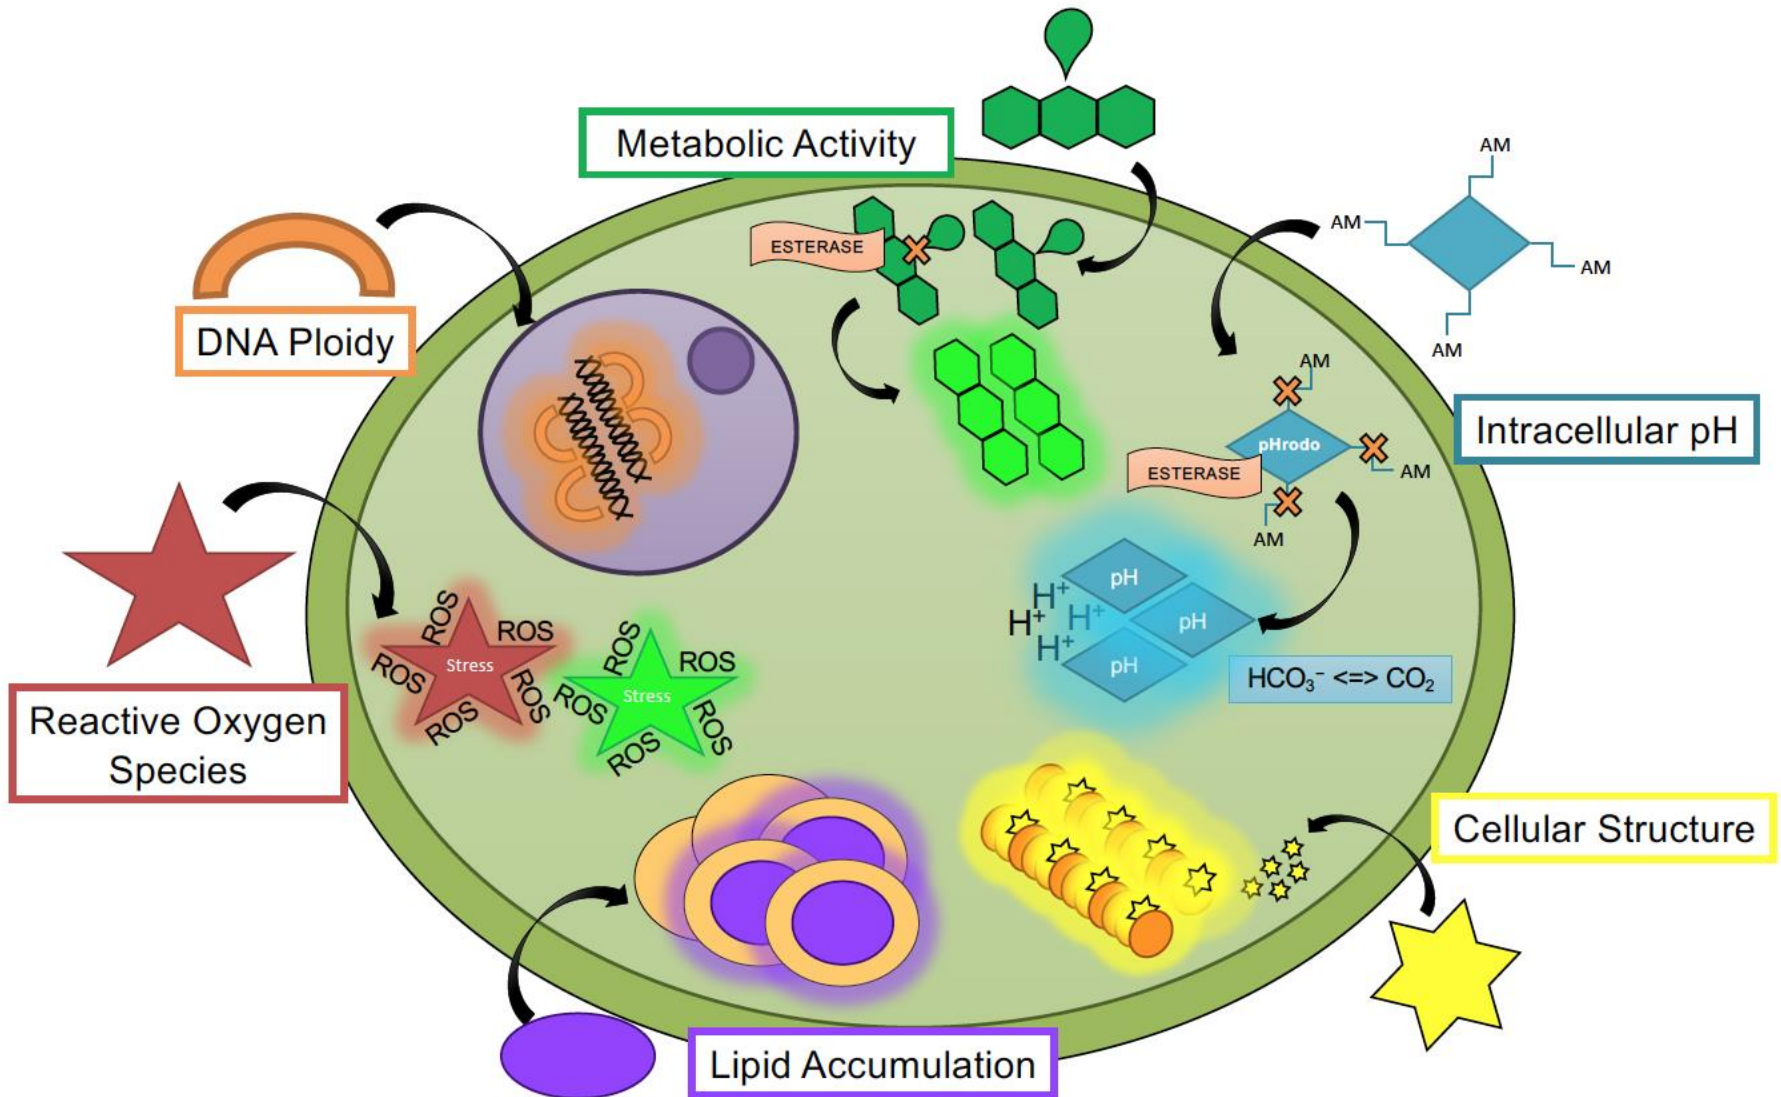 Metabolic Activity
AM
AM
AM
AM
ESTERASE
DNA Ploidy
AM
pHrodo
AM
ESTERASE
AM
Intracellular pH
pH
H⁺
H⁺
H⁺
H⁺
pH
pH
HCO₃⁻ <=> CO₂
ROS
ROS
ROS
ROS
ROS
Stress
ROS
ROS
ROS
ROS
ROS
Stress
Reactive Oxygen
Species
Cellular Structure
Lipid Accumulation